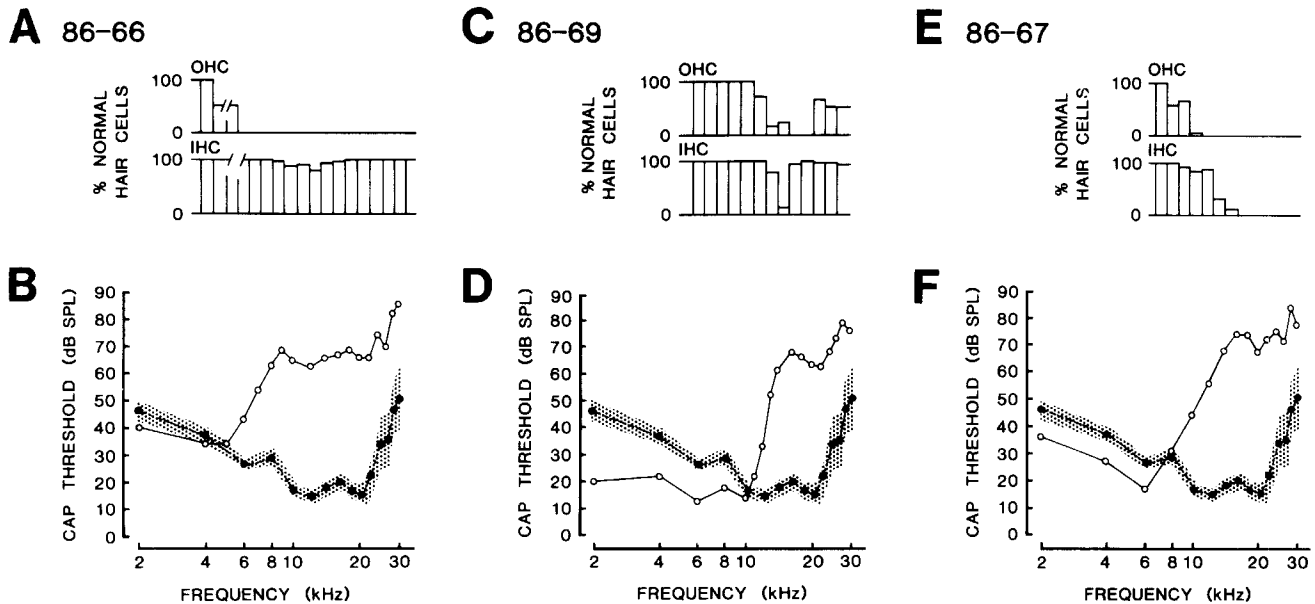 A 86-66
OHC
100
0
IHC
100
0
% NORMAL
HAIR CELLS
B
90
80
70
60
50
40
30
20
10
0
CAP THRESHOLD (dB SPL)
2 4 6 8 10 20 30
FREQUENCY (kHz)
C 86-69
OHC
100
0
IHC
100
0
% NORMAL
HAIR CELLS
D
90
80
70
60
50
40
30
20
10
0
CAP THRESHOLD (dB SPL)
2 4 6 8 10 20 30
FREQUENCY (kHz)
E 86-67
OHC
100
0
IHC
100
0
% NORMAL
HAIR CELLS
F
90
80
70
60
50
40
30
20
10
0
CAP THRESHOLD (dB SPL)
2 4 6 8 10 20 30
FREQUENCY (kHz)